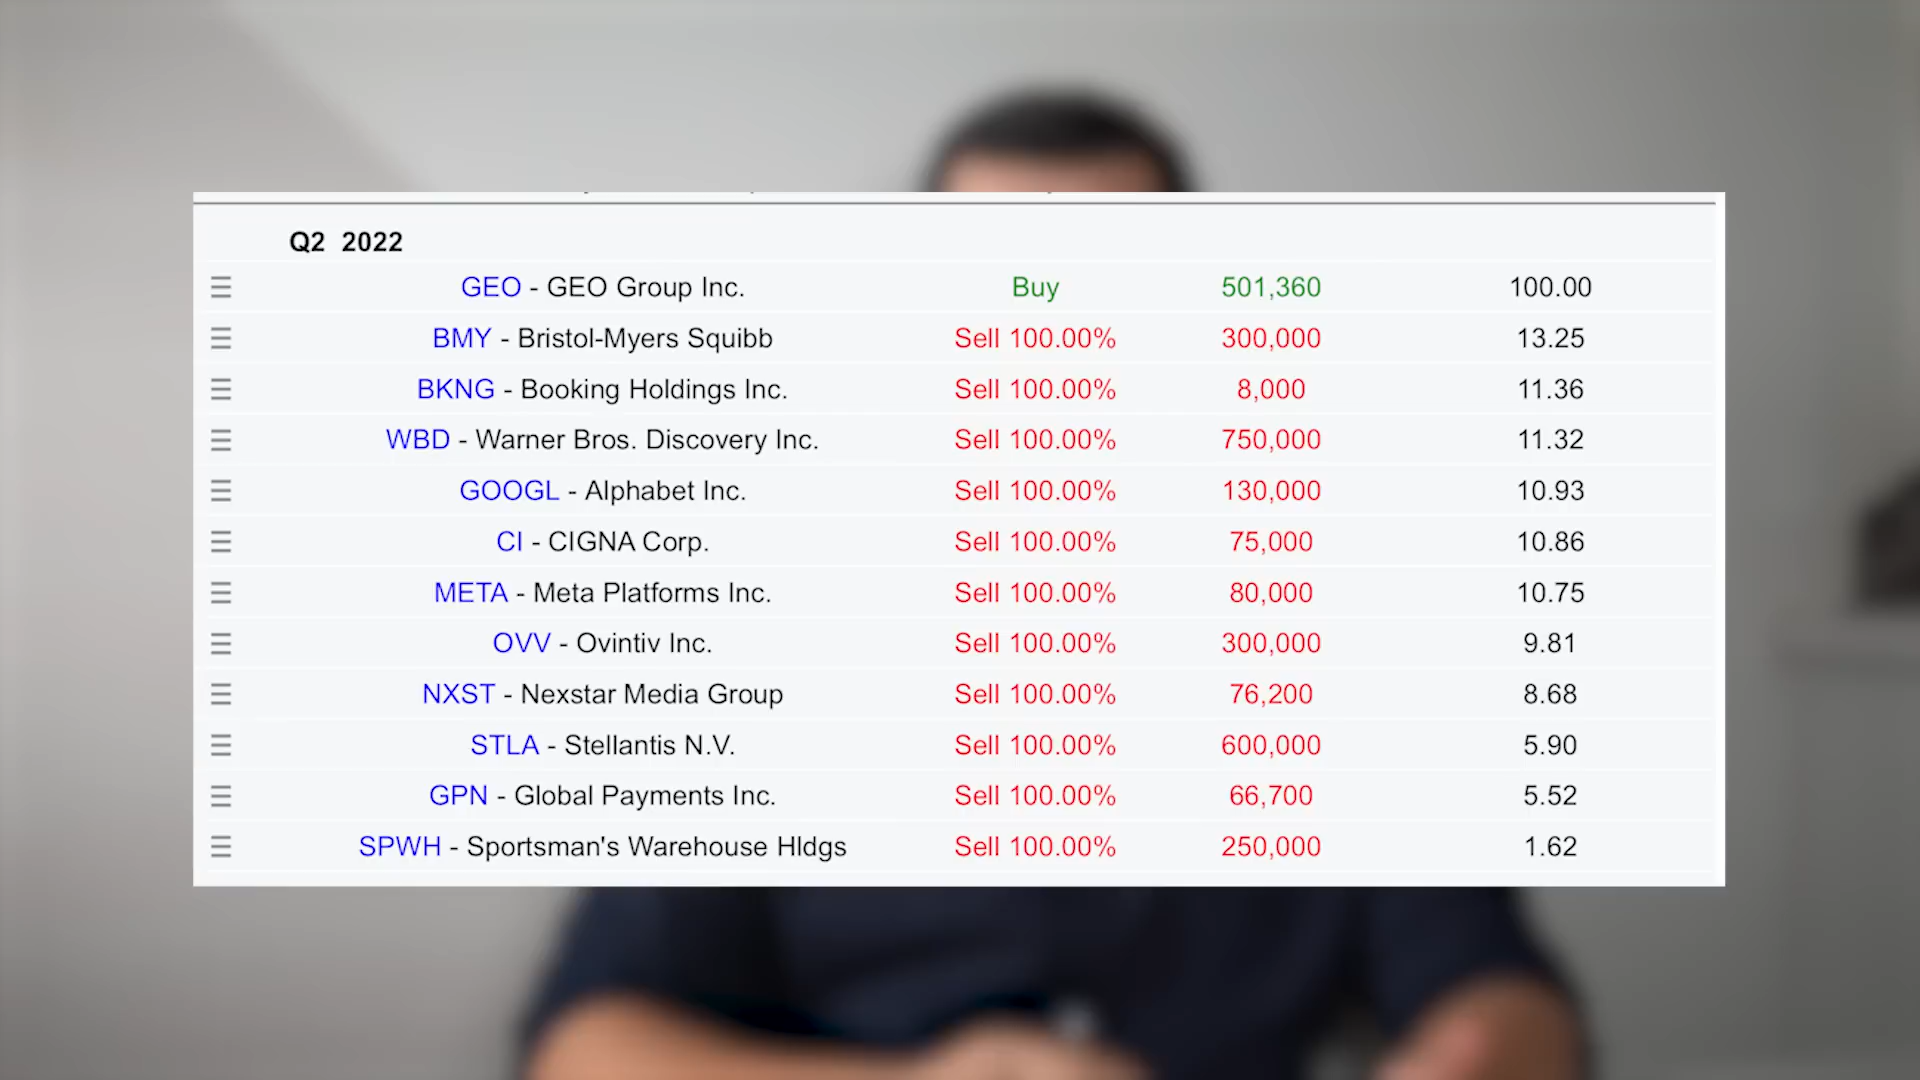 Q2 2022
GEO - GEO Group Inc. Buy 501,360 100.00
BMY - Bristol-Myers Squibb Sell 100.00% 300,000 13.25
BKNG - Booking Holdings Inc. Sell 100.00% 8,000 11.36
WBD - Warner Bros. Discovery Inc. Sell 100.00% 750,000 11.32
GOOGL - Alphabet Inc. Sell 100.00% 130,000 10.93
CI - CIGNA Corp. Sell 100.00% 75,000 10.86
META - Meta Platforms Inc. Sell 100.00% 80,000 10.75
OVV - Ovintiv Inc. Sell 100.00% 300,000 9.81
NXST - Nexstar Media Group Sell 100.00% 76,200 8.68
STLA - Stellantis N.V. Sell 100.00% 600,000 5.90
GPN - Global Payments Inc. Sell 100.00% 66,700 5.52
SPWH - Sportsman's Warehouse Hldgs Sell 100.00% 250,000 1.62